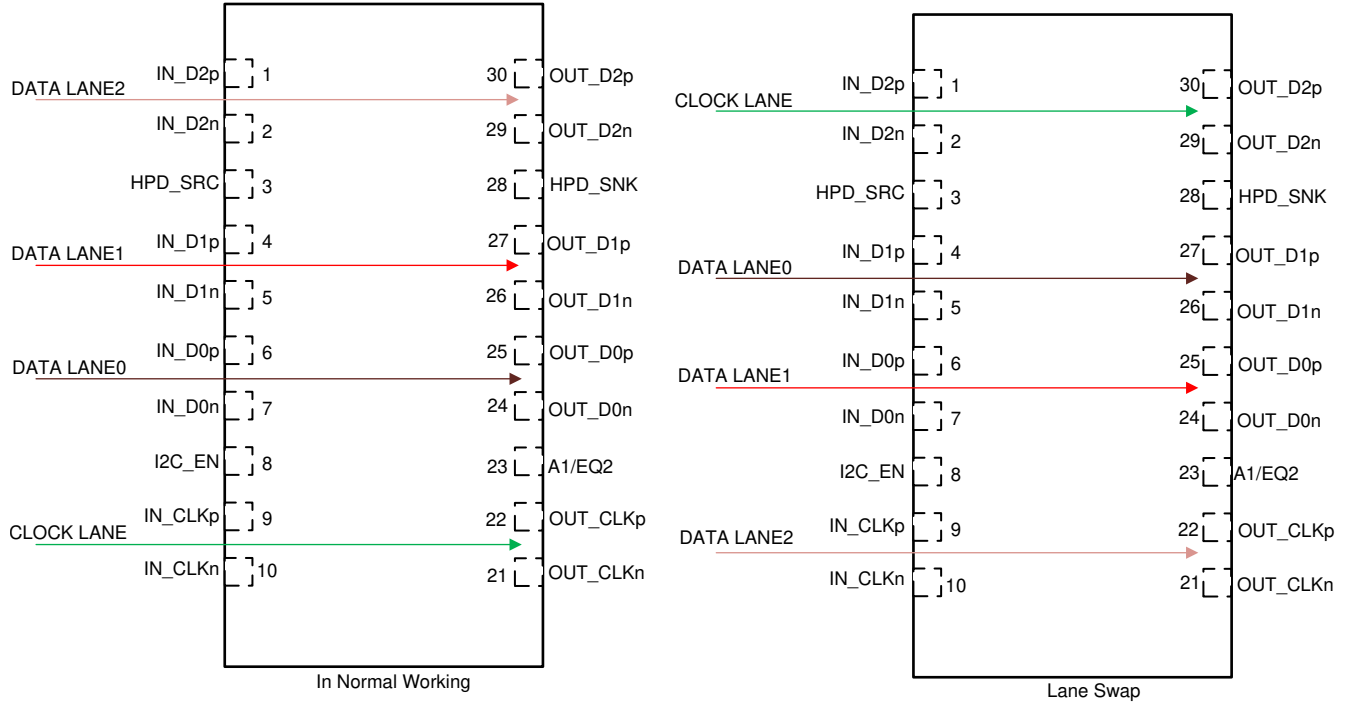 IN_D2p 1 30 OUT_D2p
DATA LANE2
IN_D2n 2 29 OUT_D2n
HPD_SRC 3 28 HPD_SNK
IN_D1p 4 27 OUT_D1p
DATA LANE1
IN_D1n 5 26 OUT_D1n
IN_D0p 6 25 OUT_D0p
DATA LANE0
IN_D0n 7 24 OUT_D0n
I2C_EN 8 23 A1/EQ2
IN_CLKp 9 22 OUT_CLKp
CLOCK LANE
IN_CLKn 10 21 OUT_CLKn
In Normal Working
IN_D2p 1 30 OUT_D2p
CLOCK LANE
IN_D2n 2 29 OUT_D2n
HPD_SRC 3 28 HPD_SNK
IN_D1p 4 27 OUT_D1p
DATA LANE0
IN_D1n 5 26 OUT_D1n
IN_D0p 6 25 OUT_D0p
DATA LANE1
IN_D0n 7 24 OUT_D0n
I2C_EN 8 23 A1/EQ2
IN_CLKp 9 22 OUT_CLKp
DATA LANE2
IN_CLKn 10 21 OUT_CLKn
Lane Swap